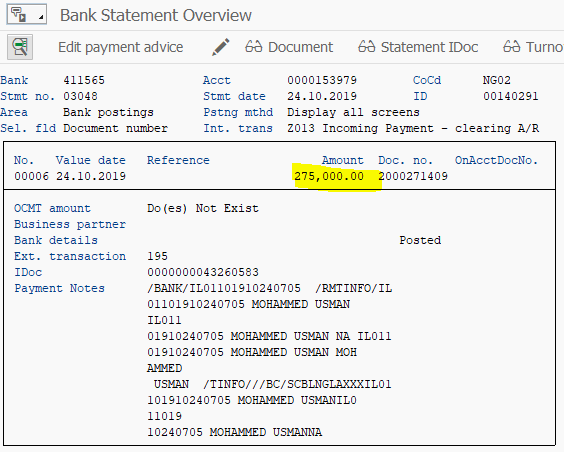 Bank Statement Overview
Edit payment advice Document Statement IDoc Turno
Bank 411565 Acct 0000153979 CoCd NG02
Stmt no. 03048 Stmt date 24.10.2019 ID 00140291
Area Bank postings Pstng mthd Display all screens
Sel. fld Document number Int. trans Z013 Incoming Payment - clearing A/R
No. Value date Reference Amount Doc. no. OnAcctDocNo.
00006 24.10.2019 275,000.00 2000271409
OCMT amount Do(es) Not Exist
Business partner
Bank details Posted
Ext. transaction 195
IDoc 0000000043260583
Payment Notes /BANK/IL01101910240705 /RMTINFO/IL
01101910240705 MOHAMMED USMAN
IL011
01910240705 MOHAMMED USMAN NA IL011
01910240705 MOHAMMED USMAN MOH
AMMED
USMAN /TINFO///BC/SCBLNGLAXXXIL01
101910240705 MOHAMMED USMANIL0
11019
10240705 MOHAMMED USMANNA